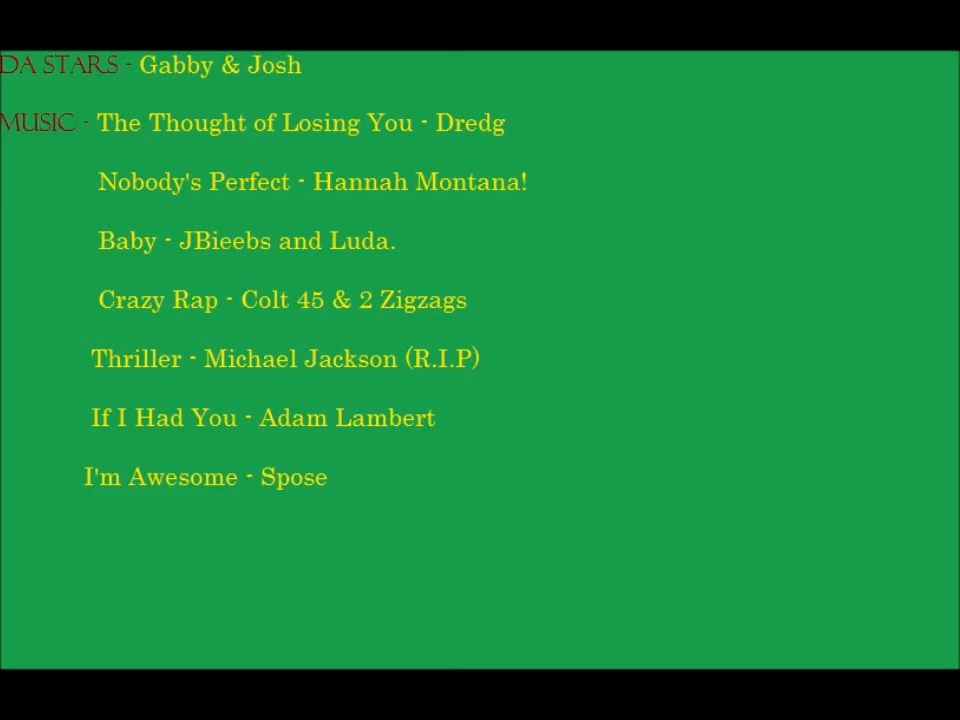 DA STARS - Gabby & Josh
MUSIC - The Thought of Losing You - Dredg
Nobody's Perfect - Hannah Montana!
Baby - JBieebs and Luda.
Crazy Rap - Colt 45 & 2 Zigzags
Thriller - Michael Jackson (R.I.P)
If I Had You - Adam Lambert
I'm Awesome - Spose